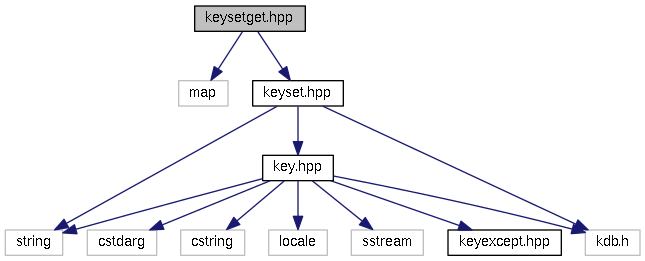 keysetget.hpp
map
keyset.hpp
key.hpp
string
cstdarg
cstring
locale
sstream
keyexcept.hpp
kdb.h